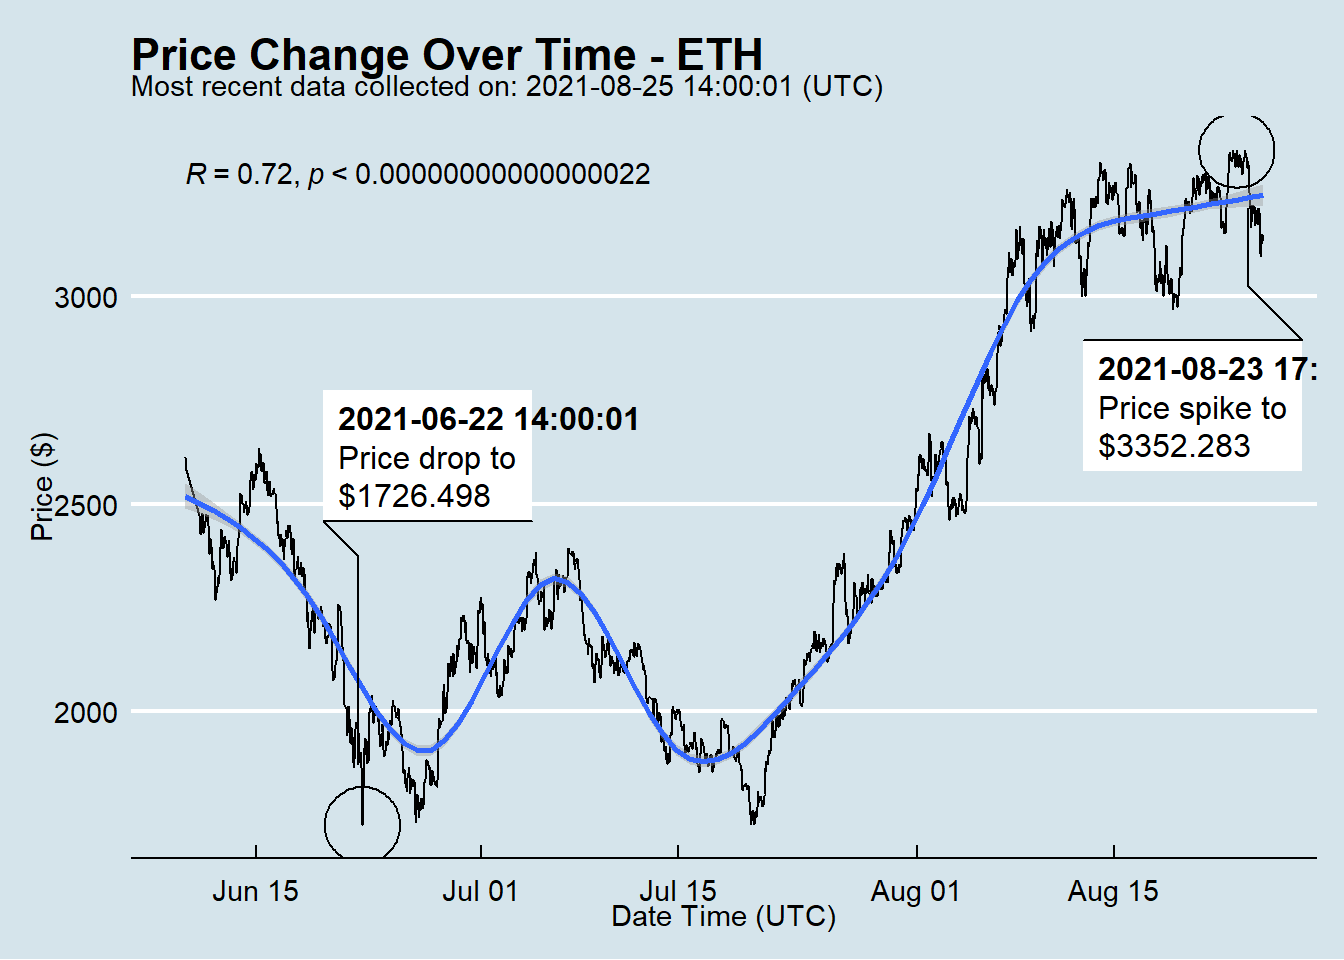 Price Change Over Time - ETH
Most recent data collected on: 2021-08-25 14:00:01 (UTC)
R = 0.72, p < 0.00000000000000022
3000
2021-08-23 17:
Price spike to
$3352.283
2021-06-22 14:00:01
Price drop to
$1726.498
Price ($)
2500
2000
Jun 15
Jul 01
Jul 15
Aug 01
Aug 15
Date Time (UTC)